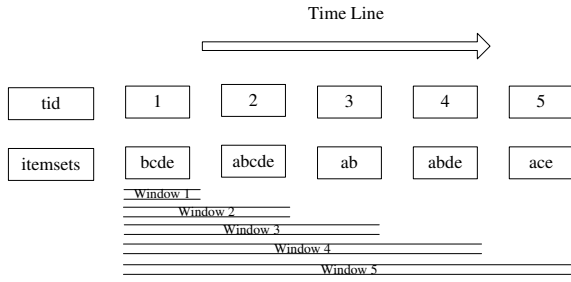 Time Line
tid 1 2 3 4 5
itemsets bcde abcde ab abde ace
Window 1
Window 2
Window 3
Window 4
Window 5